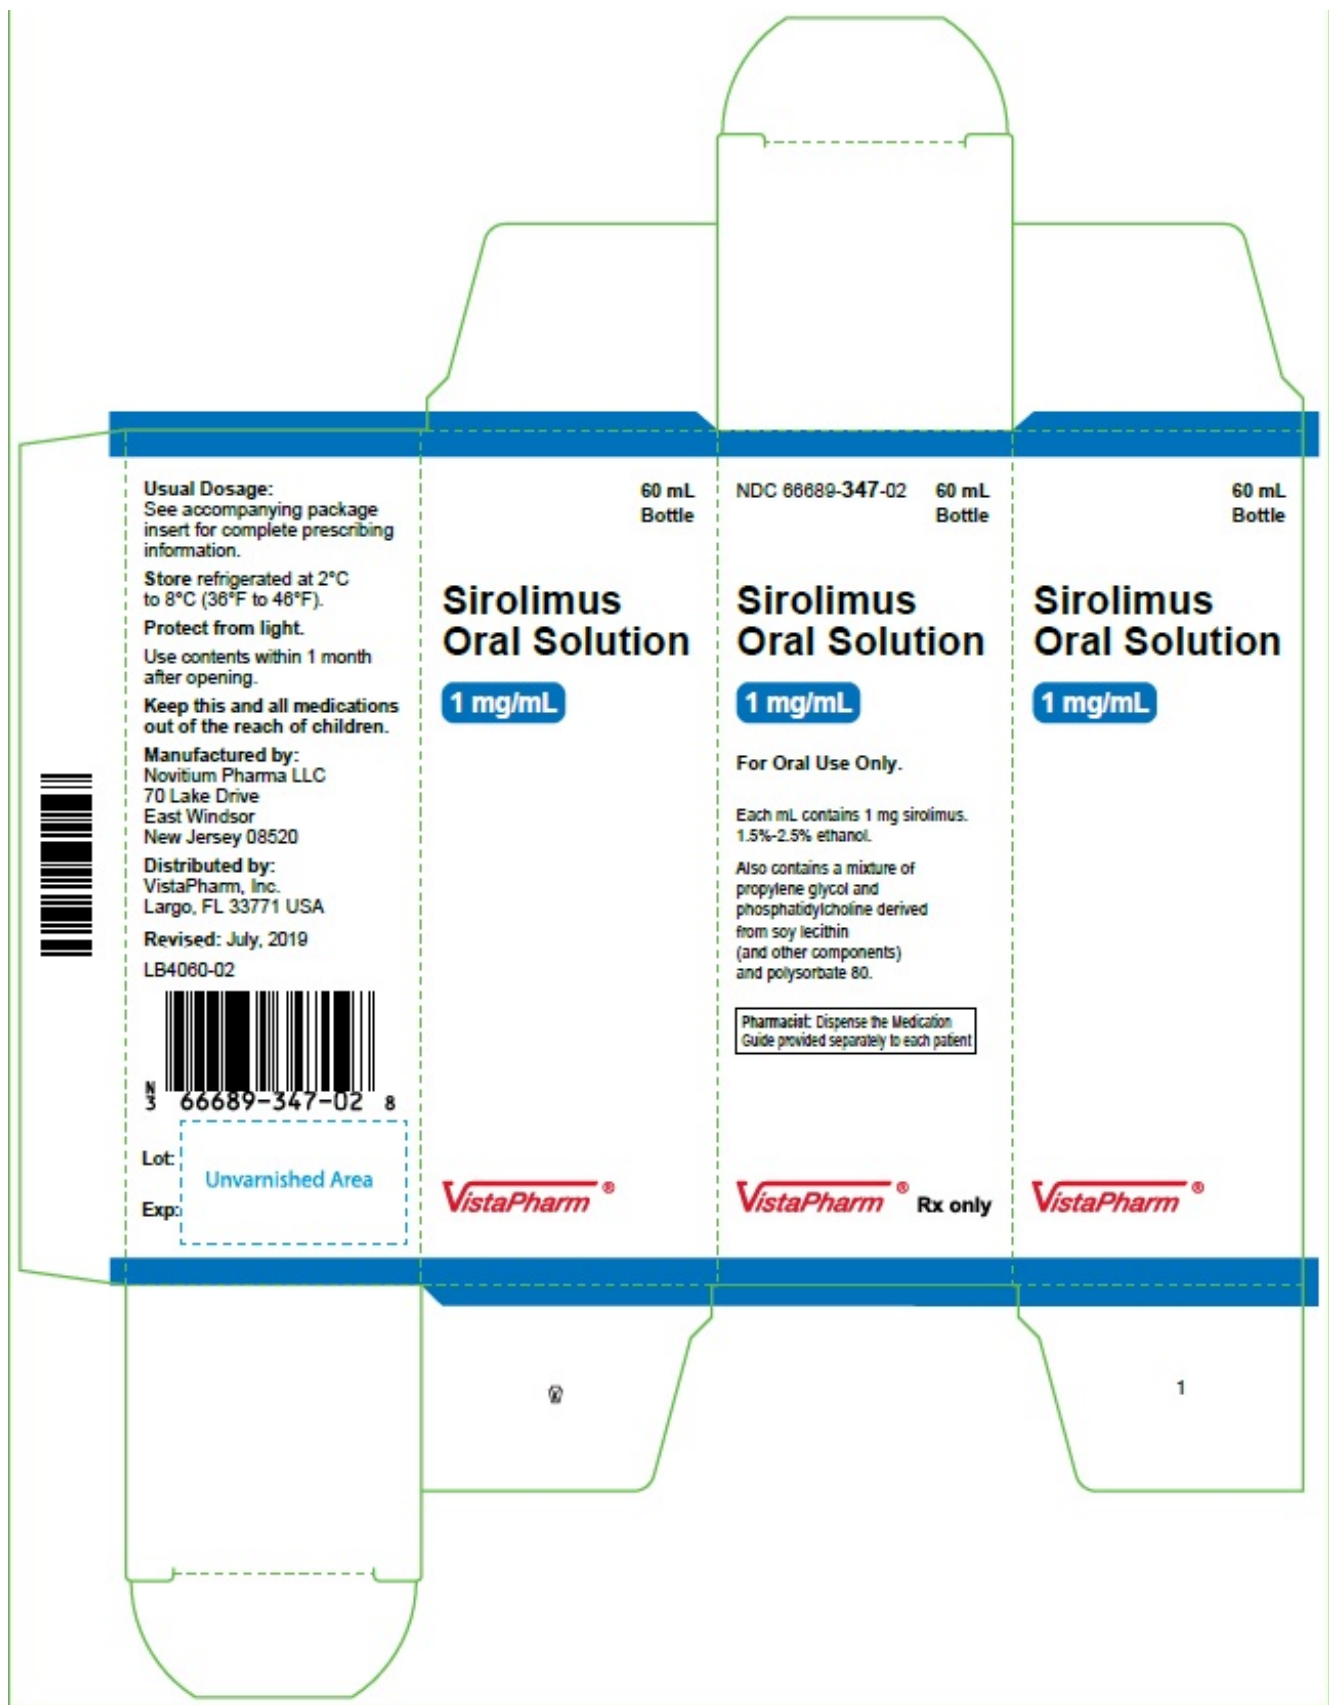 Usual Dosage:
See accompanying package
insert for complete prescribing
information.
Store refrigerated at 2°C
to 8°C (36°F to 46°F).
Protect from light.
Use contents within 1 month
after opening.
Keep this and all medications
out of the reach of children.
Manufactured by:
Novitium Pharma LLC
70 Lake Drive
East Windsor
New Jersey 08520
Distributed by:
VistaPharm, Inc.
Largo, FL 33771 USA
Revised: July, 2019
LB4060-02
N
3 66689-347-02 8
Lot:
Unvarnished Area
Exp:
60 mL
Bottle
Sirolimus
Oral Solution
1 mg/mL
VistaPharm®
NDC 66689-347-02 60 mL
Bottle
Sirolimus
Oral Solution
1 mg/mL
For Oral Use Only.
Each mL contains 1 mg sirolimus.
1.5%-2.5% ethanol.
Also contains a mixture of
propylene glycol and
phosphatidylcholine derived
from soy lecithin
(and other components)
and polysorbate 80.
Pharmacist: Dispense the Medication
Guide provided separately to each patient
VistaPharm® Rx only
60 mL
Bottle
Sirolimus
Oral Solution
1 mg/mL
VistaPharm®
1